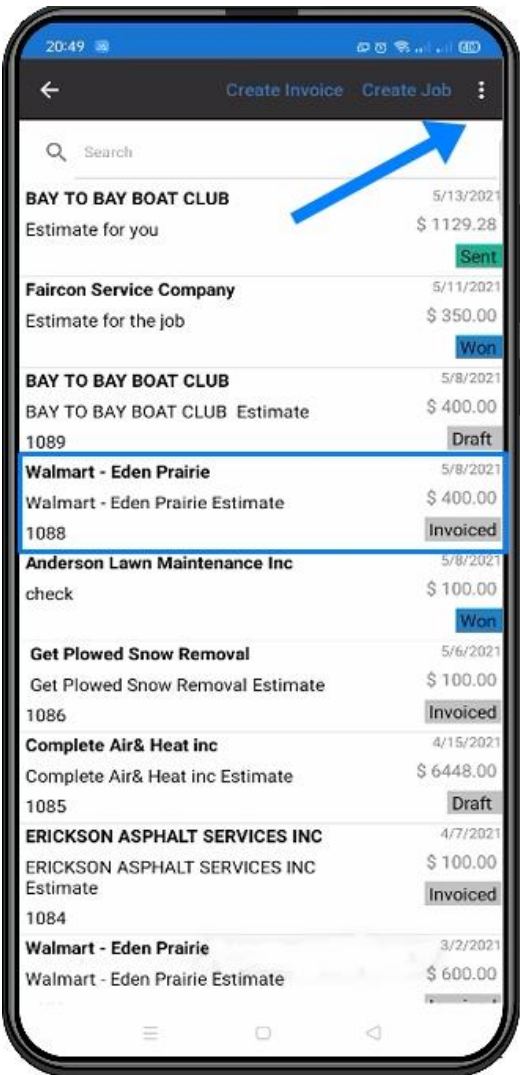 20:49
Create Invoice Create Job
Search
BAY TO BAY BOAT CLUB 5/13/2021
Estimate for you $ 1129.28
Sent
Faircon Service Company 5/11/2021
Estimate for the job $ 350.00
Won
BAY TO BAY BOAT CLUB 5/8/2021
BAY TO BAY BOAT CLUB Estimate $ 400.00
1089 Draft
Walmart - Eden Prairie 5/8/2021
Walmart - Eden Prairie Estimate $ 400.00
1088 Invoiced
Anderson Lawn Maintenance Inc 5/8/2021
check $ 100.00
Won
Get Plowed Snow Removal 5/6/2021
Get Plowed Snow Removal Estimate $ 100.00
1086 Invoiced
Complete Air& Heat inc 4/15/2021
Complete Air& Heat inc Estimate $ 6448.00
1085 Draft
ERICKSON ASPHALT SERVICES INC 4/7/2021
ERICKSON ASPHALT SERVICES INC $ 100.00
Estimate Invoiced
1084
Walmart - Eden Prairie 3/2/2021
Walmart - Eden Prairie Estimate $ 600.00